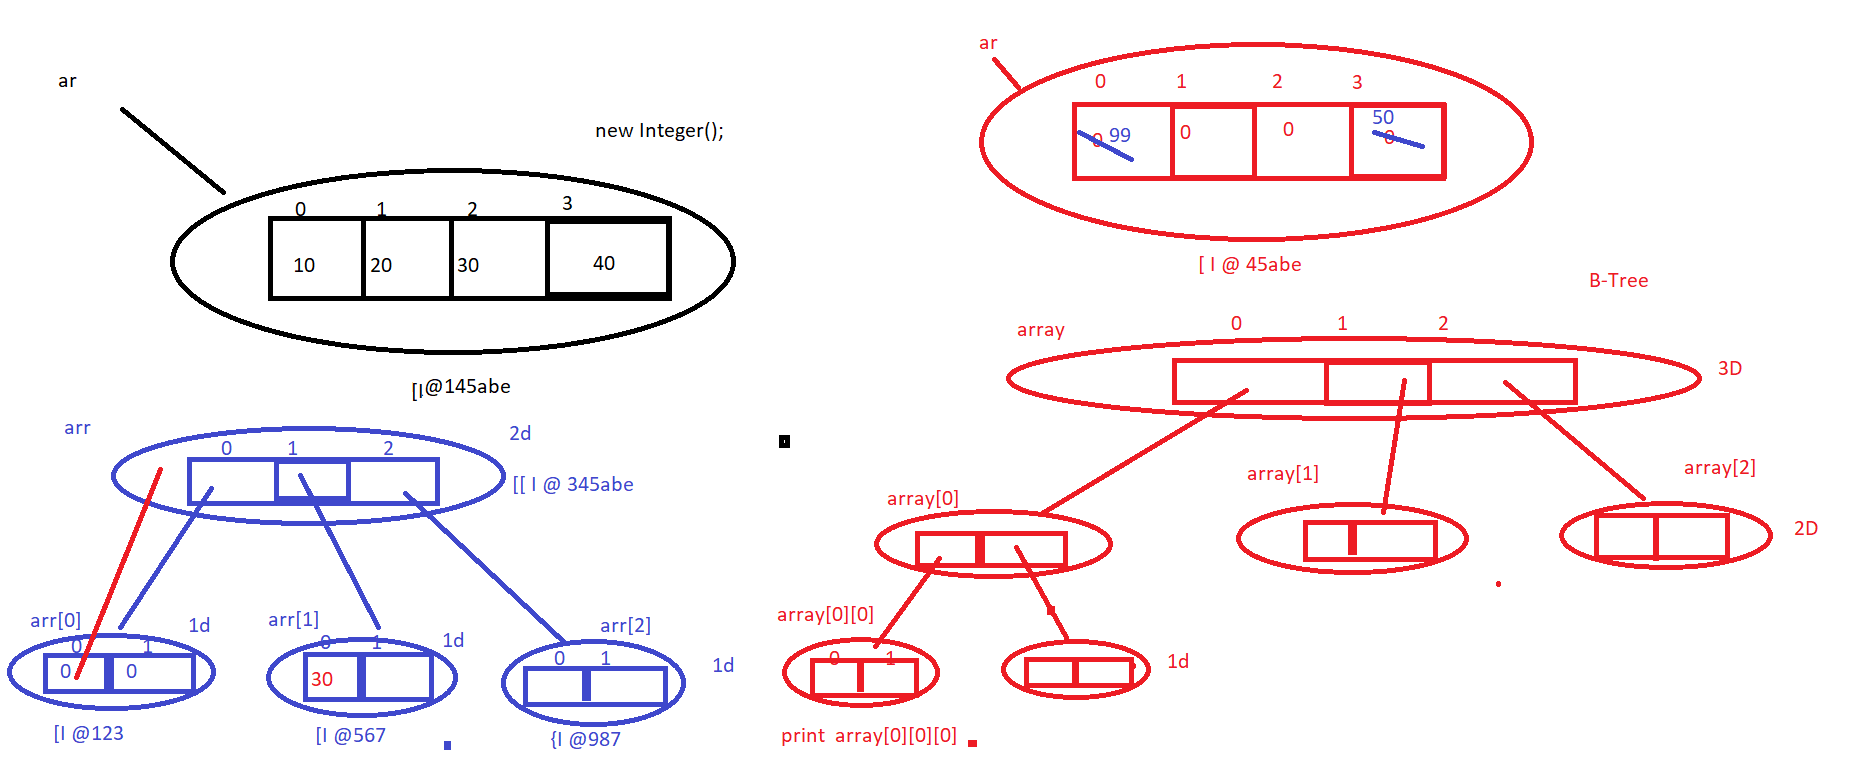 ar
new Integer();
0 1 2 3
10 20 30 40
[I@145abe
ar
0 1 2 3
0 99 0 0 50 0
[ I @ 45abe
B-Tree
arr
2d
0 1 2
[[ I @ 345abe
arr[0]
1d
0 1
0 0
[I @123
arr[1]
1d
0 1
30
[I @567
arr[2]
1d
0 1
{I @987
array
0 1 2
3D
array[0]
array[1]
array[2]
2D
array[0][0]
0 1
1d
print array[0][0][0]